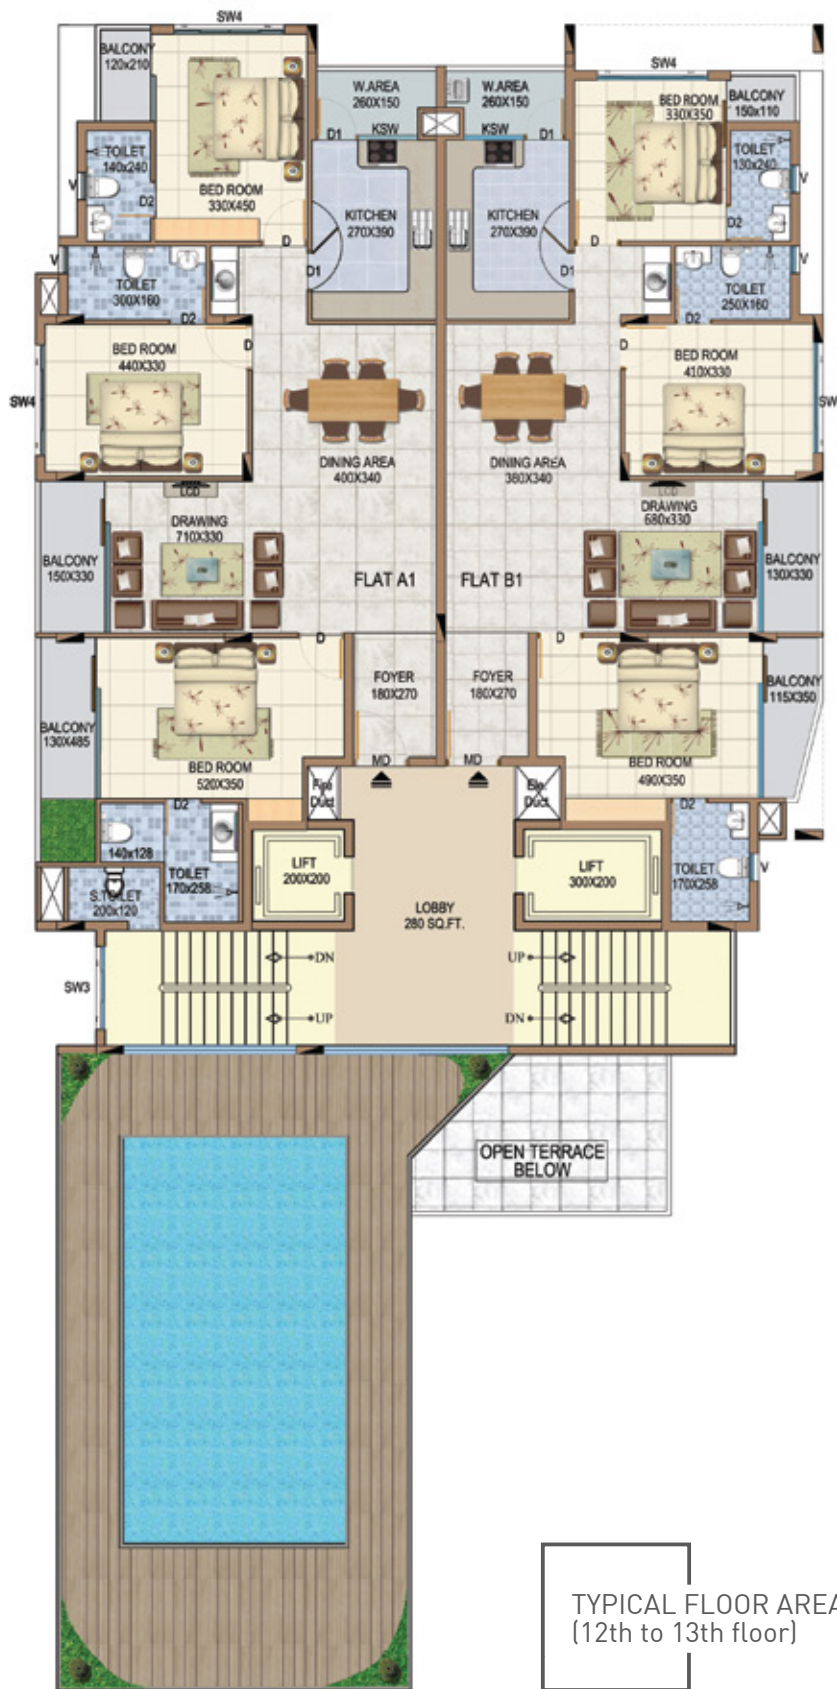 SW4
BALCONY
120x210
W.AREA
260X150
W.AREA
260X150
SW4
BED ROOM
330X350
BALCONY
150x110
D1
KSW
KSW
D1
TOILET
140x240
TOILET
130x240
V
V
D2
BED ROOM
330X450
KITCHEN
270X390
KITCHEN
270X390
D2
D
D
V
D1
D1
V
TOILET
300X160
TOILET
250X160
D2
D2
BED ROOM
440X330
D
D
BED ROOM
410X330
SW4
SW
DINING AREA
400X340
DINING AREA
380X340
LCD
LCD
DRAWING
710X330
DRAWING
680x330
BALCONY
150X330
FLAT A1
FLAT B1
BALCONY
130X330
D
D
FOYER
180X270
FOYER
180X270
BALCONY
115X350
BALCONY
130X485
BED ROOM
520X350
MD
MD
BED ROOM
490X350
Fire
Duct
Ele.
Duct
D2
D2
140x128
TOILET
170x258
LIFT
200X200
LIFT
300X200
TOILET
170X258
V
S.TOILET
200x120
LOBBY
280 SQ.FT.
DN
UP
SW3
UP
DN
OPEN TERRACE
BELOW
TYPICAL FLOOR AREA
(12th to 13th floor)